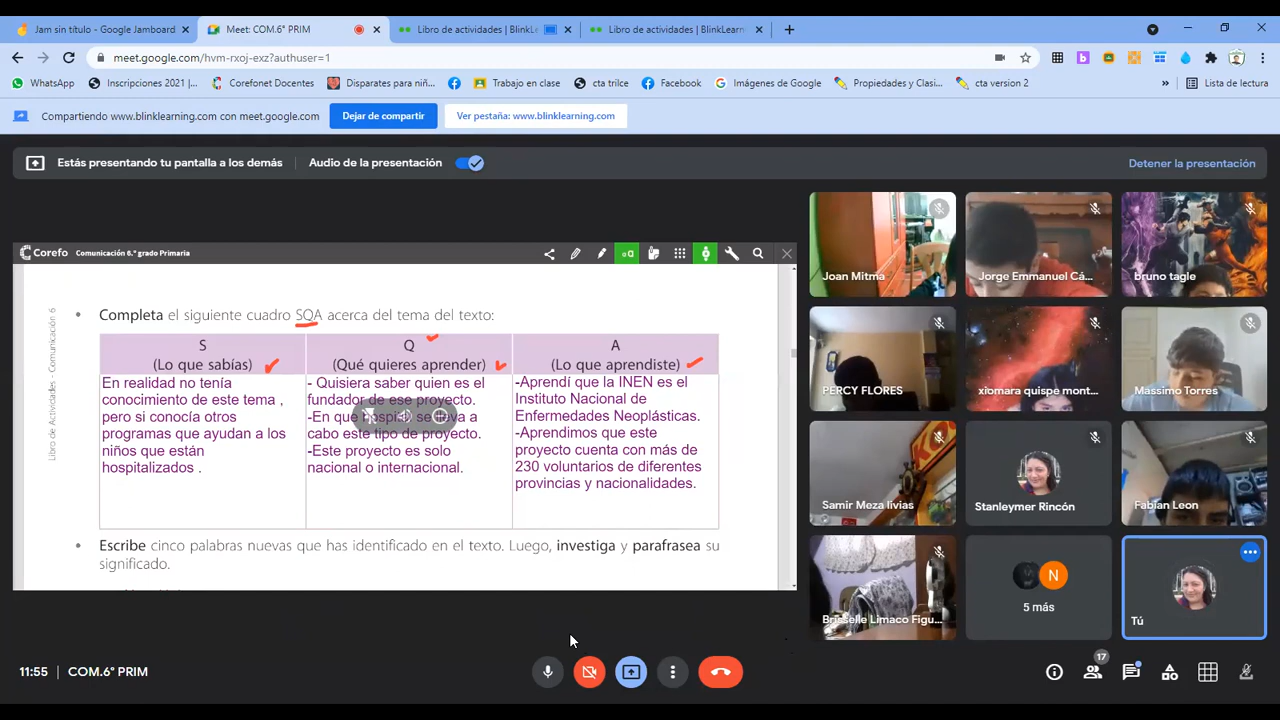 Jam sin título - Google Jamboard
Meet: COM.6° PRIM
Libro de actividades | BlinkLe
Libro de actividades | BlinkLearn
meet.google.com/hvm-rxoj-exz?authuser=1
WhatsApp
Inscripciones 2021 |...
Corefonet Docentes
Disparates para niñ...
Trabajo en clase
cta trilce
Facebook
Imágenes de Google
Propiedades y Clasi...
cta version 2
»
Lista de lectura
Compartiendo www.blinklearning.com con meet.google.com
Dejar de compartir
Ver pestaña: www.blinklearning.com
Estás presentando tu pantalla a los demás
Audio de la presentación
Detener la presentación
Corefo
Comunicación 6.° grado Primaria
Libro de Actividades - Comunicación 6
• Completa el siguiente cuadro SQA acerca del tema del texto:
S
(Lo que sabías)
En realidad no tenía
conocimiento de este tema ,
pero si conocía otros
programas que ayudan a los
niños que están
hospitalizados .
Q
(Qué quieres aprender)
- Quisiera saber quien es el
fundador de ese proyecto.
-En que hospital se lleva a
cabo este tipo de proyecto.
-Este proyecto es solo
nacional o internacional.
A
(Lo que aprendiste)
-Aprendí que la INEN es el
Instituto Nacional de
Enfermedades Neoplásticas.
-Aprendimos que este
proyecto cuenta con más de
230 voluntarios de diferentes
provincias y nacionalidades.
• Escribe cinco palabras nuevas que has identificado en el texto. Luego, investiga y parafrasea su
significado.
Joan Mitma
Jorge Emmanuel Cá...
bruno tagle
PERCY FLORES
xiomara quispe mont...
Massimo Torres
Samir Meza livias
Stanleymer Rincón
Fabian Leon
Brisselle Limaco Figu...
N
5 más
Tú
11:55
COM.6° PRIM
17